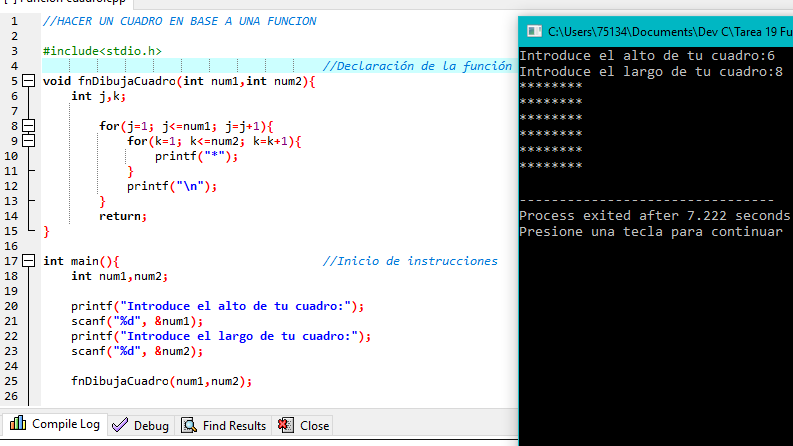 [*] Funcion cuadro.cpp
1 //HACER UN CUADRO EN BASE A UNA FUNCION
2
3 #include<stdio.h>
4 //Declaración de la función
5 void fnDibujaCuadro(int num1,int num2){
6 int j,k;
7
8 for(j=1; j<=num1; j=j+1){
9 for(k=1; k<=num2; k=k+1){
10 printf("*");
11 }
12 printf("\n");
13 }
14 return;
15 }
16
17 int main(){ //Inicio de instrucciones
18 int num1,num2;
19
20 printf("Introduce el alto de tu cuadro:");
21 scanf("%d", &num1);
22 printf("Introduce el largo de tu cuadro:");
23 scanf("%d", &num2);
24
25 fnDibujaCuadro(num1,num2);
26
Compile Log Debug Find Results Close
C:\Users\75134\Documents\Dev C\Tarea 19 Fu
Introduce el alto de tu cuadro:6
Introduce el largo de tu cuadro:8
********
********
********
********
********
********
--------------------------------
Process exited after 7.222 seconds
Presione una tecla para continuar